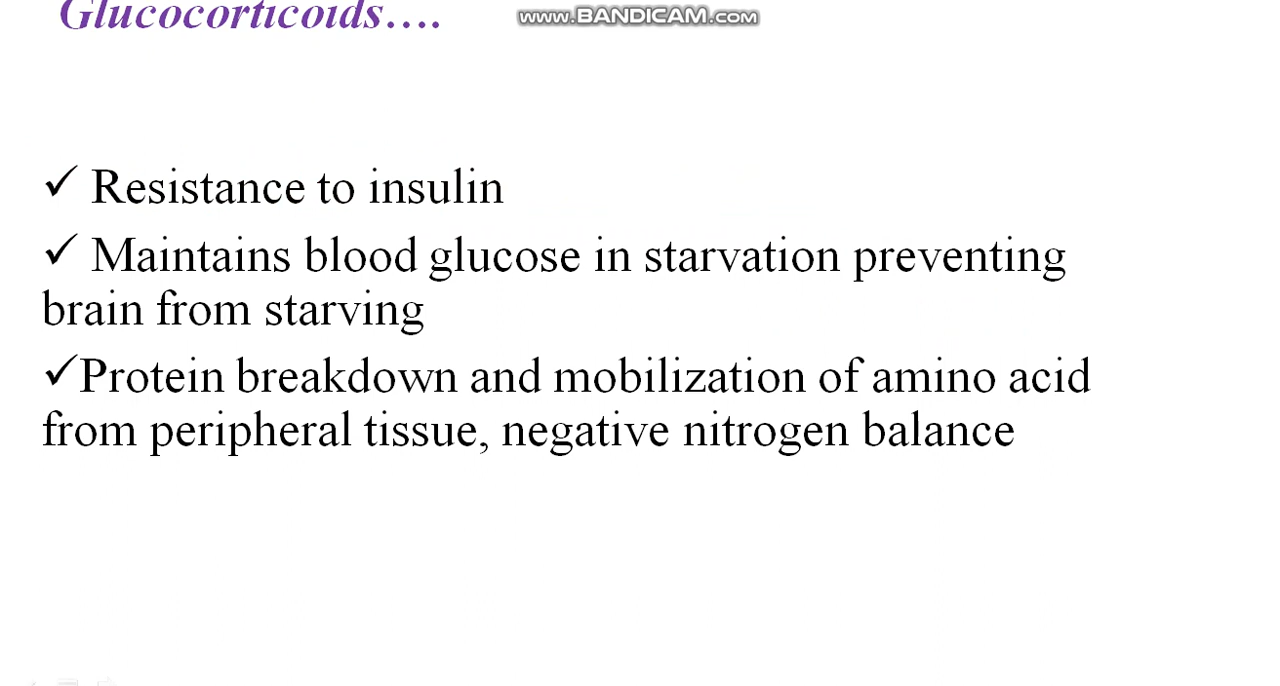 Glucocorticoids….
www.BANDICAM.com
✓ Resistance to insulin
✓ Maintains blood glucose in starvation preventing
brain from starving
✓Protein breakdown and mobilization of amino acid
from peripheral tissue, negative nitrogen balance